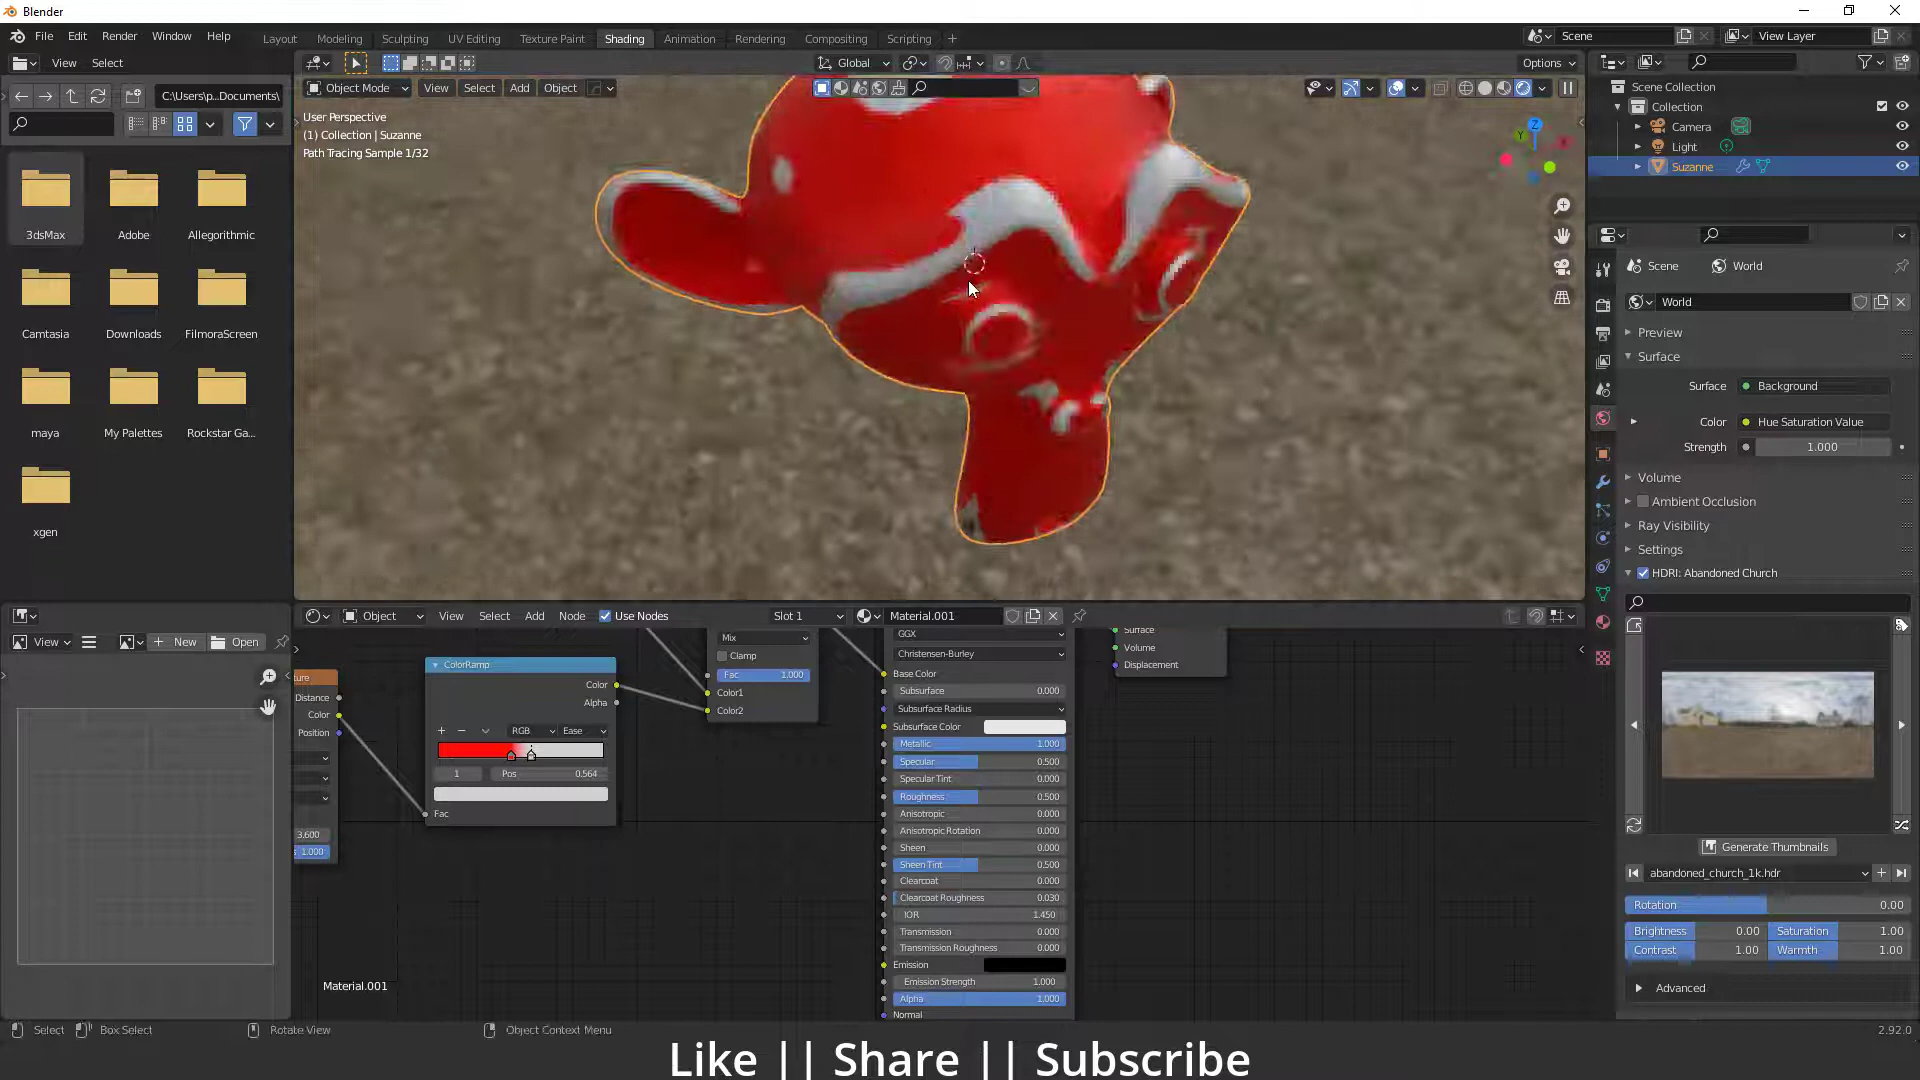 Blender
File Edit Render Window Help
Layout Modeling Sculpting UV Editing Texture Paint Shading Animation Rendering Compositing Scripting
Scene View Layer
View Select
Global
Options
C:\Users\p...Documents\
Object Mode View Select Add Object
User Perspective
(1) Collection | Suzanne
Path Tracing Sample 1/32
Z
Y
Scene Collection
Collection
Camera
Light
Suzanne
3dsMax Adobe Allegorithmic
Camtasia Downloads FilmoraScreen
maya My Palettes Rockstar Ga...
xgen
Scene World
World
Preview
Surface
Surface Background
Color Hue Saturation Value
Strength 1.000
Volume
Ambient Occlusion
Ray Visibility
Settings
HDRI: Abandoned Church
Generate Thumbnails
abandoned_church_1k.hdr
Rotation 0.00
Brightness 0.00 Saturation 1.00
Contrast 1.00 Warmth 1.00
Advanced
View New Open
Object View Select Add Node Use Nodes Slot 1 Material.001
ture
Distance
Color
Position
3.600
s 1.000
ColorRamp
Color
Alpha
RGB Ease
1 Pos 0.564
Fac
Mix
Clamp
Fac 1.000
Color1
Color2
GGX
Christensen-Burley
Base Color
Subsurface 0.000
Subsurface Radius
Subsurface Color
Metallic 1.000
Specular 0.500
Specular Tint 0.000
Roughness 0.500
Anisotropic 0.000
Anisotropic Rotation 0.000
Sheen 0.000
Sheen Tint 0.500
Clearcoat 0.000
Clearcoat Roughness 0.030
IOR 1.450
Transmission 0.000
Transmission Roughness 0.000
Emission
Emission Strength 1.000
Alpha 1.000
Normal
Surface
Volume
Displacement
Material.001
Select Box Select Rotate View Object Context Menu 2.92.0
Like || Share || Subscribe